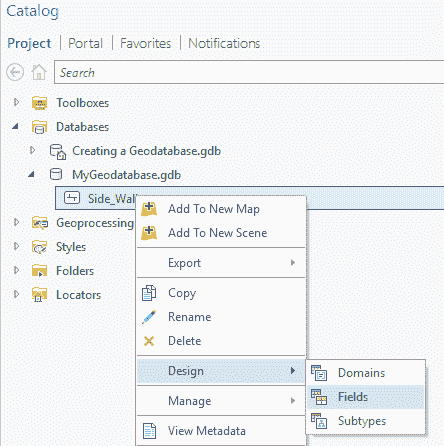 Catalog
Project | Portal | Favorites | Notifications
Search
Toolboxes
Databases
Creating a Geodatabase.gdb
MyGeodatabase.gdb
Side_Wal
Add To New Map
Geoprocessing
Add To New Scene
Styles
Export
Folders
Copy
Locators
Rename
Delete
Design
Domains
Fields
Manage
Subtypes
View Metadata